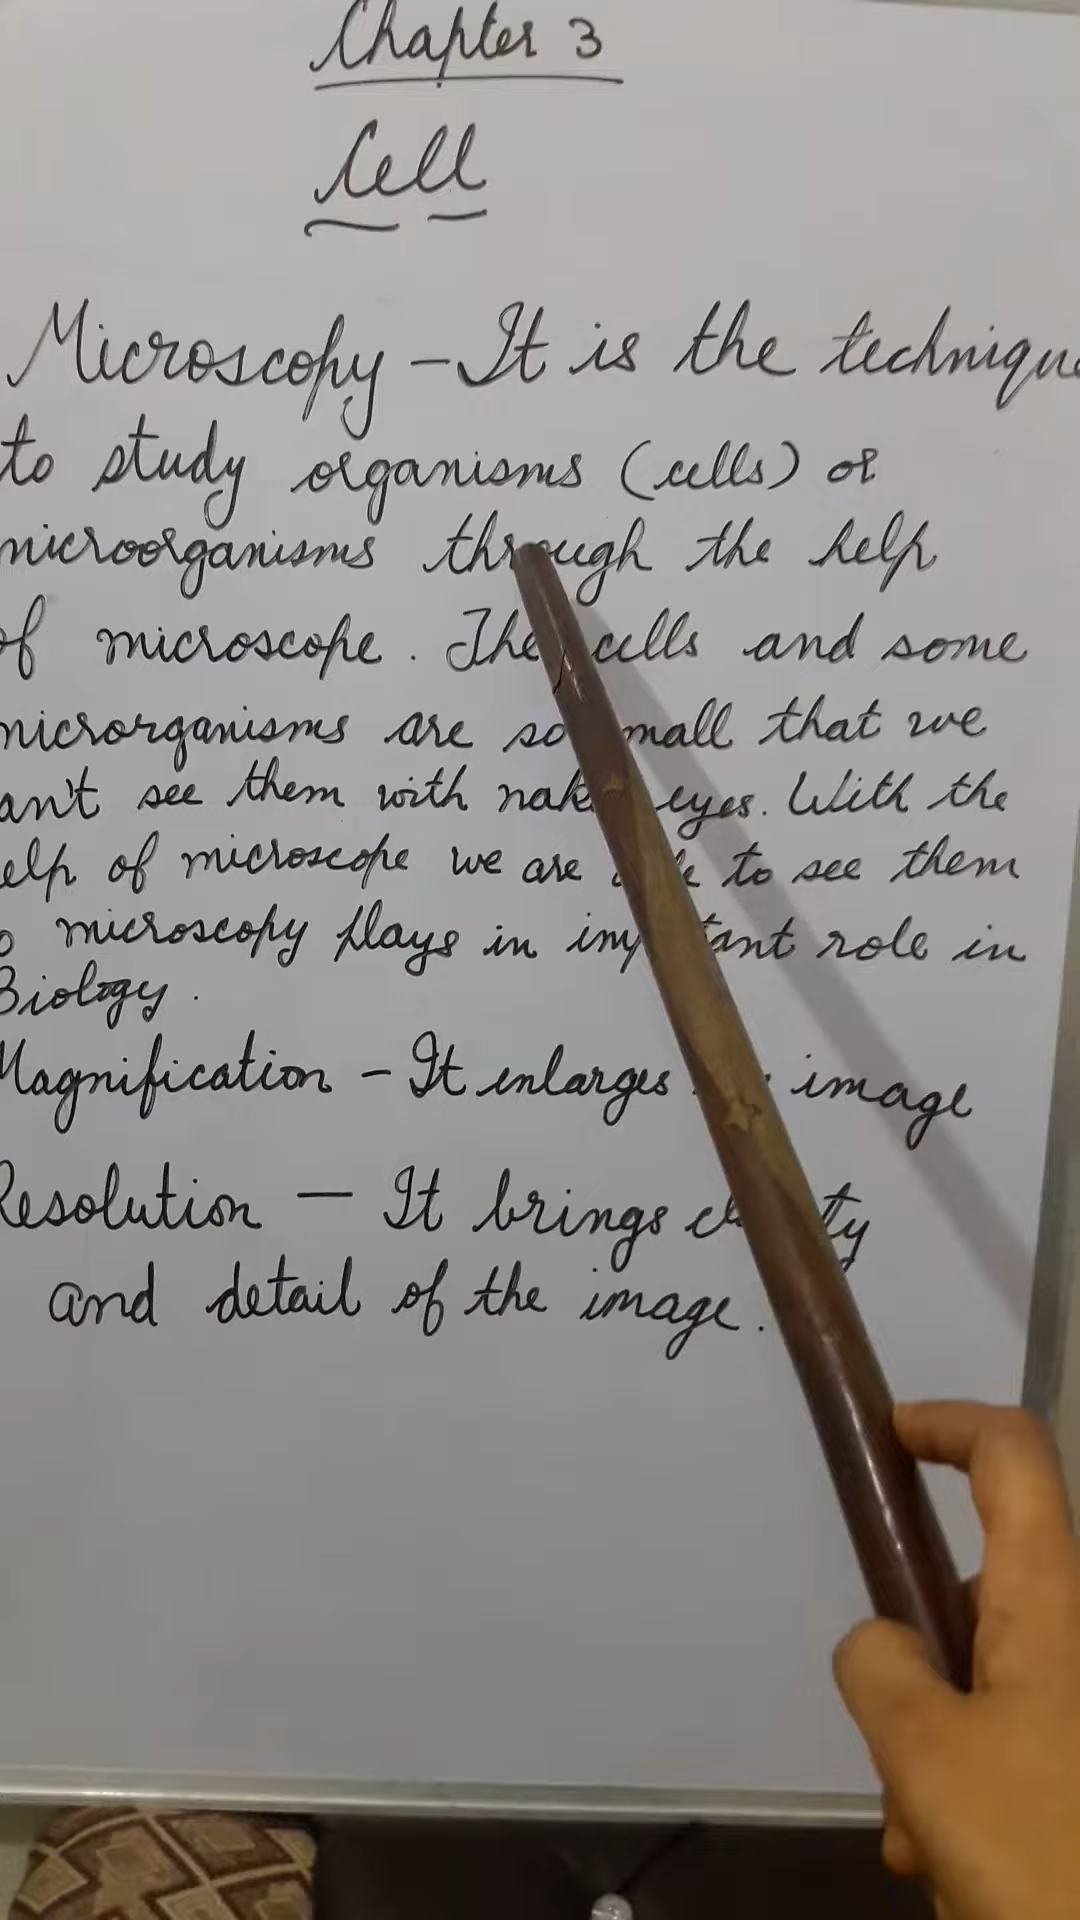 Chapter 3
Cell
Microscopy - It is the technique
to study organisms (cells) or
microorganisms through the help
of microscope. The cells and some
microrganisms are so small that we
can't see them with naked eyes. With the
help of microscope we are able to see them
so microscopy plays in important role in
Biology.
Magnification - It enlarges image
Resolution - It brings clarity
and detail of the image.